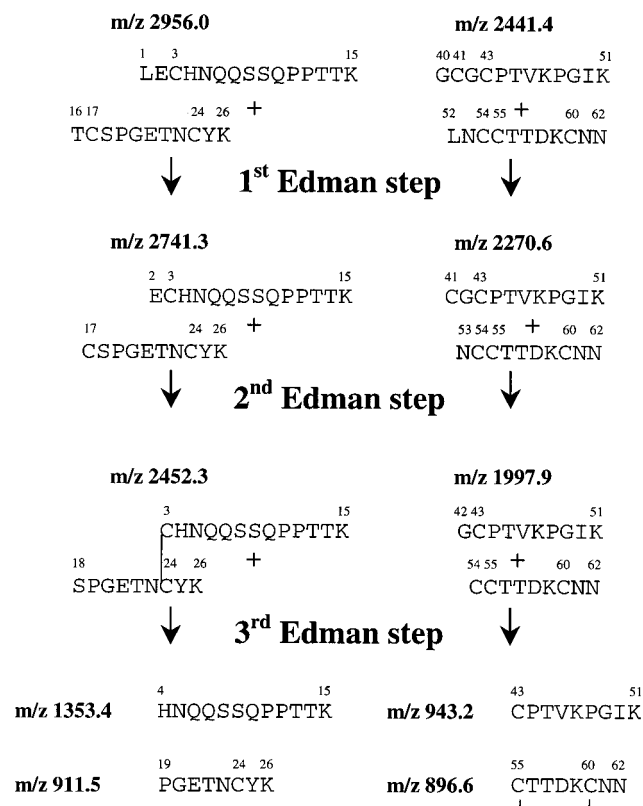 m/z 2956.0 m/z 2441.4
1 3 15 40 41 43 51
LECHNQQSSQPPTTK GCGCPTVKPGIK
+ +
16 17 24 26 52 54 55 60 62
TCSPGETNCYK LNCCTTDKCNN
1st Edman step
m/z 2741.3 m/z 2270.6
2 3 15 41 43 51
ECHNQQSSQPPTTK CGCPTVKPGIK
+ +
17 24 26 53 54 55 60 62
CSPGETNCYK NCCTTDKCNN
2nd Edman step
m/z 2452.3 m/z 1997.9
3 15 42 43 51
CHNQQSSQPPTTK GCPTVKPGIK
+ +
18 24 26 54 55 60 62
SPGETNCYK CCTTDKCNN
3rd Edman step
4 15 43 51
m/z 1353.4 HNQQSSQPPTTK m/z 943.2 CPTVKPGIK
19 24 26 55 60 62
m/z 911.5 PGETNCYK m/z 896.6 CTTDKCNN